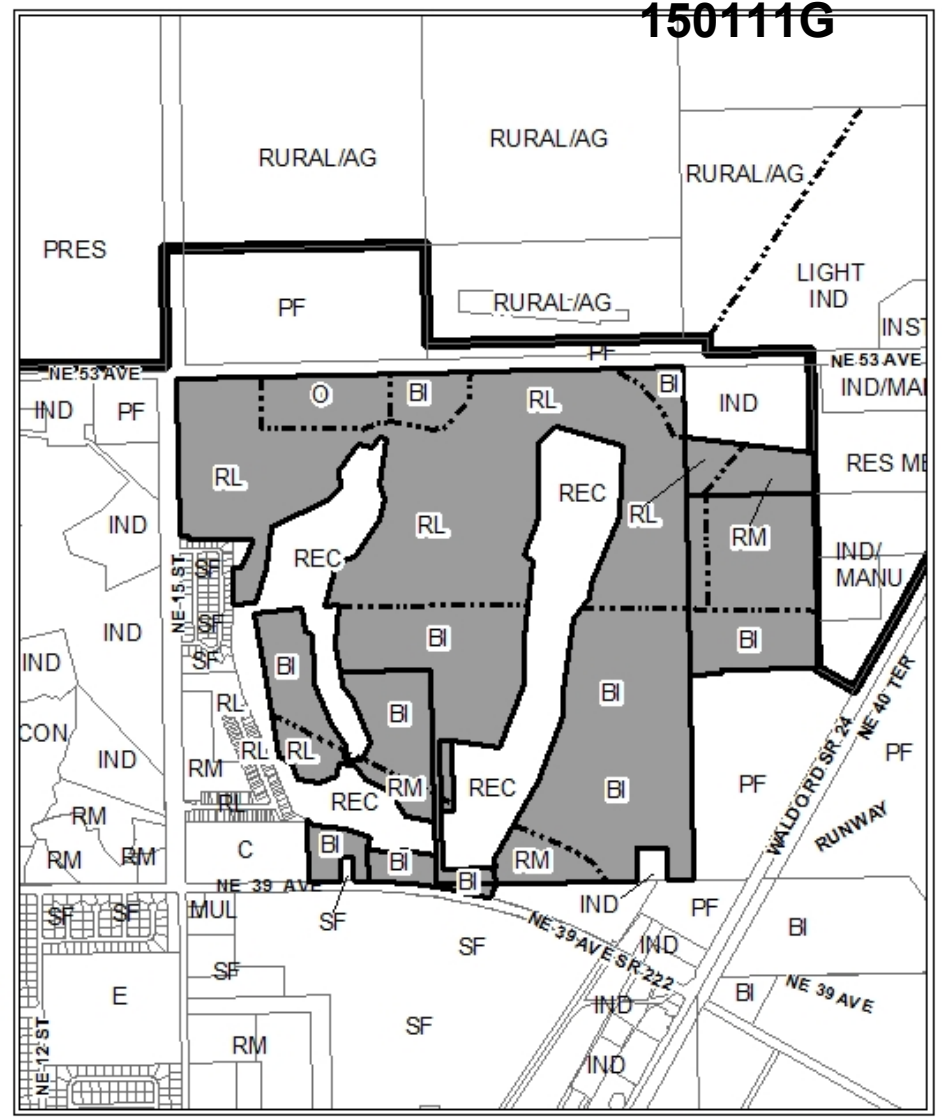 150111G
RURAL/AG
RURAL/AG
RURAL/AG
PRES
LIGHT
IND
PF
RURAL/AG
INST
PF
NE 53 AVE
NE 53 AVE
IND
PF
O
BI
RL
BI
IND
IND/MA
RL
REC
RES ME
IND
RL
RL
RM
REC
IND/
MANU
SF
NE 15 ST
IND
SF
BI
BI
SF
IND
BI
BI
RL
BI
CON
RL
RL
NE 40 TER
PF
IND
RM
RM
REC
REC
BI
PF
RL
WALDO RD SR 24
RM
RUNWAY
RM
RM
C
BI
BI
RM
BI
NE 39 AVE
IND
PF
SF
SF
MUL
SF
NE 39 AVE SR 222
BI
SF
IND
SF
E
BI
NE 39 AVE
IND
SF
RM
NE 12 ST
IND